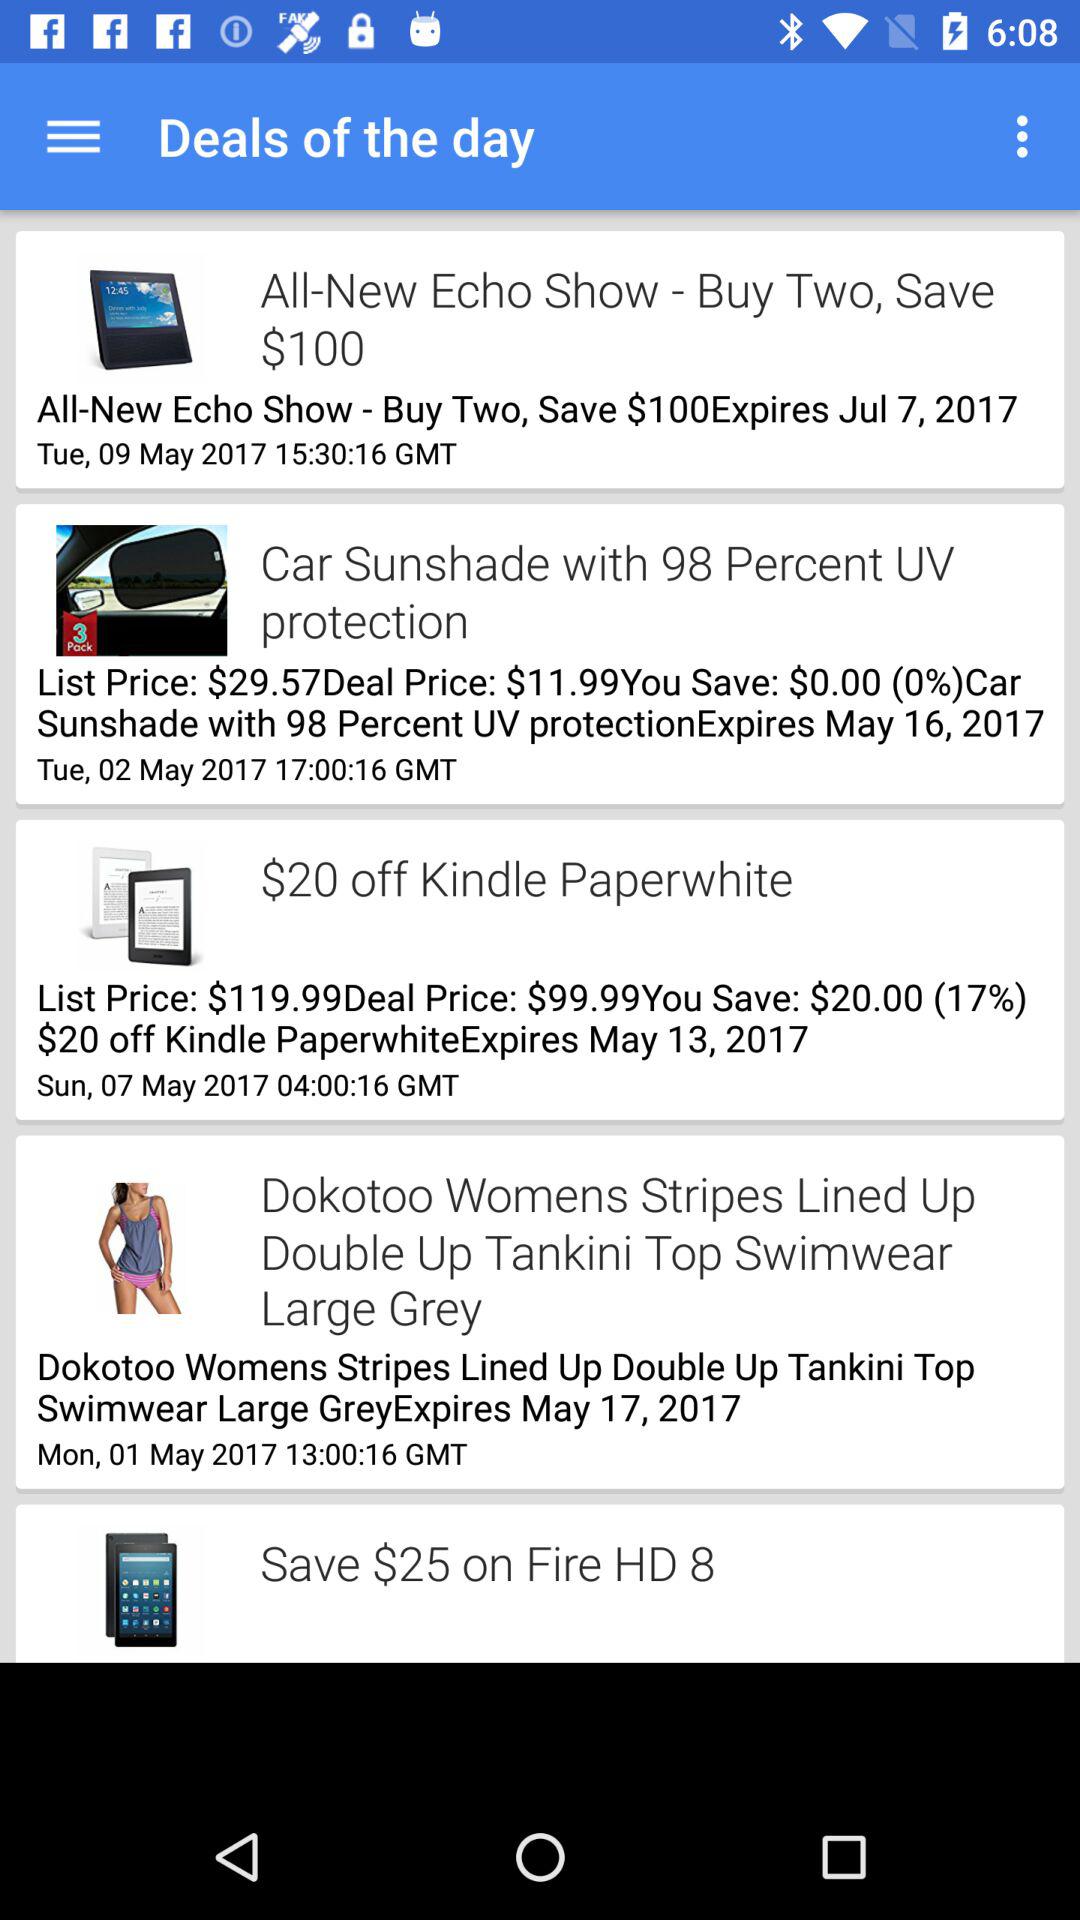 FAKE
6:08
Deals of the day
12:45
All-New Echo Show - Buy Two, Save
$100
All-New Echo Show - Buy Two, Save $100Expires Jul 7, 2017
Tue, 09 May 2017 15:30:16 GMT
3
Pack
Car Sunshade with 98 Percent UV
protection
List Price: $29.57Deal Price: $11.99You Save: $0.00 (0%)Car
Sunshade with 98 Percent UV protectionExpires May 16, 2017
Tue, 02 May 2017 17:00:16 GMT
$20 off Kindle Paperwhite
List Price: $119.99Deal Price: $99.99You Save: $20.00 (17%)
$20 off Kindle PaperwhiteExpires May 13, 2017
Sun, 07 May 2017 04:00:16 GMT
Dokotoo Womens Stripes Lined Up
Double Up Tankini Top Swimwear
Large Grey
Dokotoo Womens Stripes Lined Up Double Up Tankini Top
Swimwear Large GreyExpires May 17, 2017
Mon, 01 May 2017 13:00:16 GMT
Save $25 on Fire HD 8